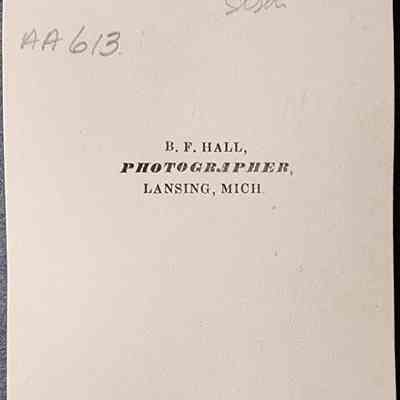 AA613
B. F. HALL,
PHOTOGRAPHER,
LANSING, MICH